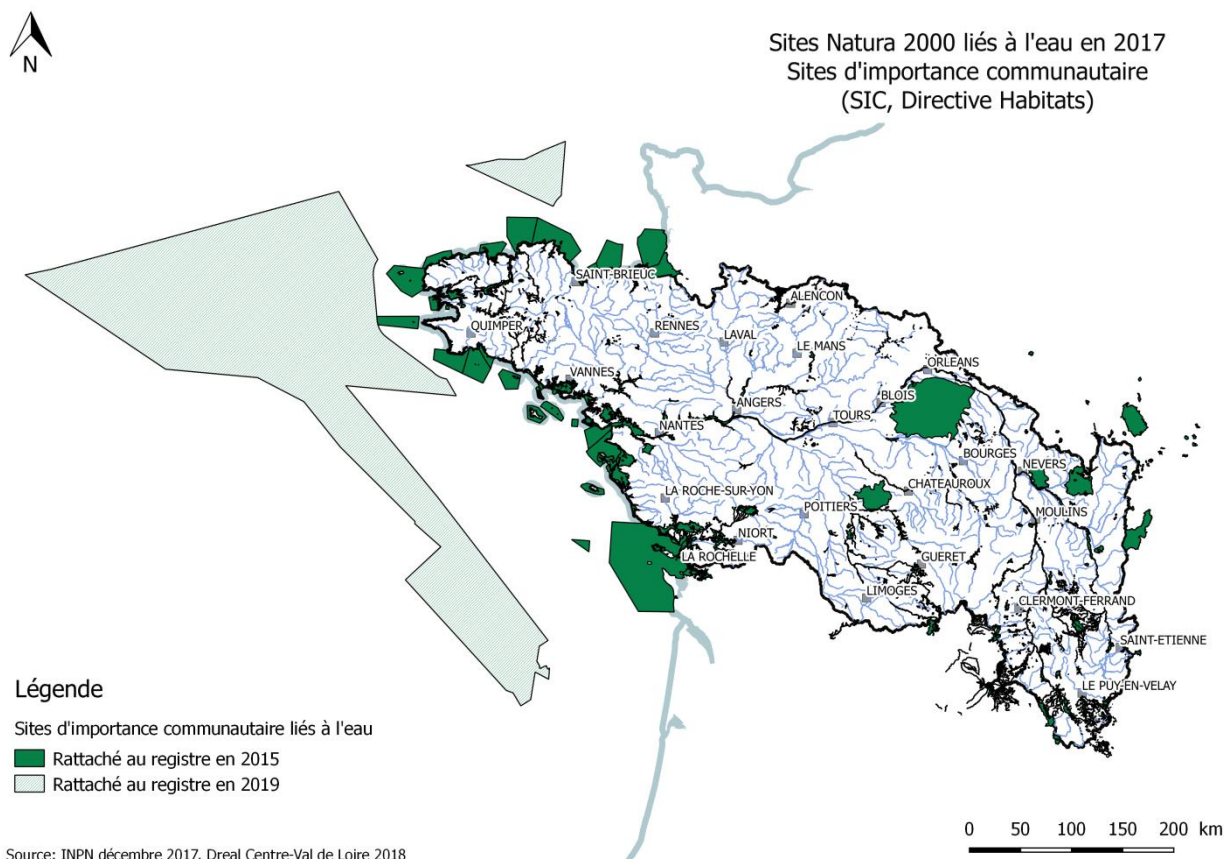 N
Sites Natura 2000 liés à l'eau en 2017
Sites d'importance communautaire
(SIC, Directive Habitats)
SAINT-BRIEUC
ALENCON
QUIMPER
RENNES
LAVAL
LE MANS
ORLEANS
VANNES
BLOIS
ANGERS
TOURS
NANTES
BOURGES
NEVERS
CHATEAUROUX
LA ROCHE-SUR-YON
POITIERS
MOULINS
NIORT
LA ROCHELLE
GUERET
LIMOGES
CLERMONT-FERRAND
SAINT-ETIENNE
LE PUY-EN-VELAY
Légende
Sites d'importance communautaire liés à l'eau
Rattaché au registre en 2015
Rattaché au registre en 2019
0 50 100 150 200 km
Source: INPN décembre 2017, Dreal Centre-Val de Loire 2018